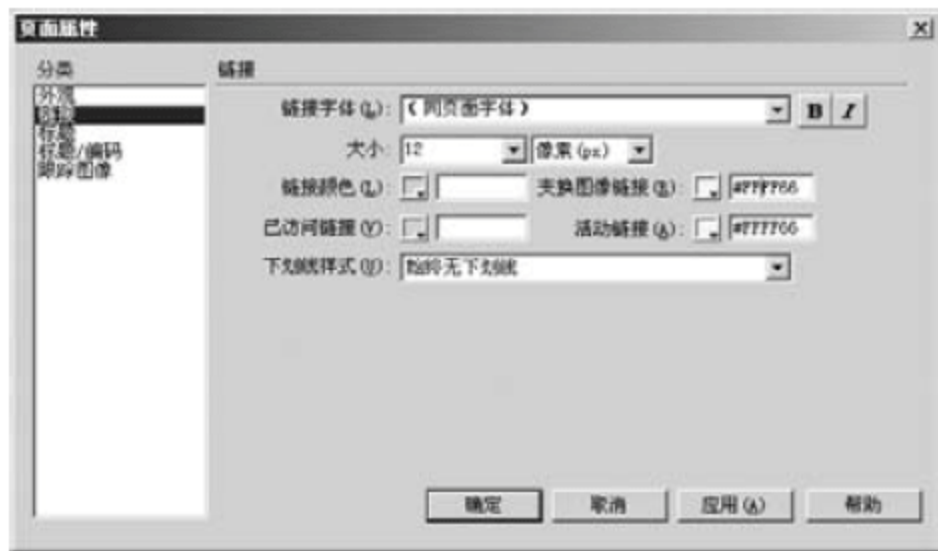 页面属性
分类
外观
链接
标题
标题/编码
跟踪图像
链接
链接字体(L): (同页面字体) B I
大小: 12 像素(px)
链接颜色(L): 变换图像链接(R): #FFFF66
已访问链接(V): 活动链接(A): #FFFF66
下划线样式(U): 始终无下划线
确定 取消 应用(A) 帮助